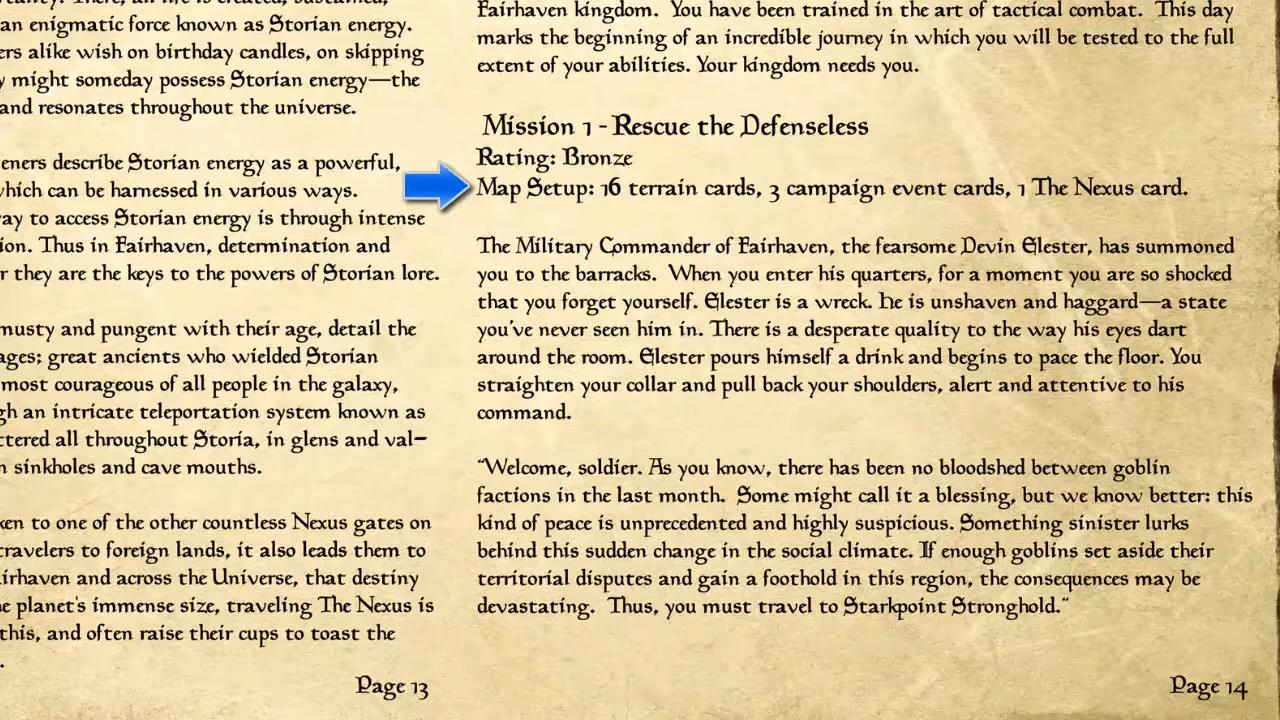 an enigmatic force known as Storian energy.
ers alike wish on birthday candles, on skipping
y might someday possess Storian energy—the
and resonates throughout the universe.
eners describe Storian energy as a powerful,
which can be harnessed in various ways.
ay to access Storian energy is through intense
ion. Thus in Fairhaven, determination and
r they are the keys to the powers of Storian lore.
musty and pungent with their age, detail the
ages; great ancients who wielded Storian
most courageous of all people in the galaxy,
gh an intricate teleportation system known as
ttered all throughout Storia, in glens and val-
n sinkholes and cave mouths.
ken to one of the other countless Nexus gates on
travelers to foreign lands, it also leads them to
irhaven and across the Universe, that destiny
e planet's immense size, traveling The Nexus is
this, and often raise their cups to toast the
.
Page 13
Fairhaven kingdom. You have been trained in the art of tactical combat. This day
marks the beginning of an incredible journey in which you will be tested to the full
extent of your abilities. Your kingdom needs you.
Mission 1 - Rescue the Defenseless
Rating: Bronze
Map Setup: 16 terrain cards, 3 campaign event cards, 1 The Nexus card.
The Military Commander of Fairhaven, the fearsome Devin Elester, has summoned
you to the barracks. When you enter his quarters, for a moment you are so shocked
that you forget yourself. Elester is a wreck. He is unshaven and haggard—a state
you've never seen him in. There is a desperate quality to the way his eyes dart
around the room. Elester pours himself a drink and begins to pace the floor. You
straighten your collar and pull back your shoulders, alert and attentive to his
command.
"Welcome, soldier. As you know, there has been no bloodshed between goblin
factions in the last month. Some might call it a blessing, but we know better: this
kind of peace is unprecedented and highly suspicious. Something sinister lurks
behind this sudden change in the social climate. If enough goblins set aside their
territorial disputes and gain a foothold in this region, the consequences may be
devastating. Thus, you must travel to Starkpoint Stronghold."
Page 14